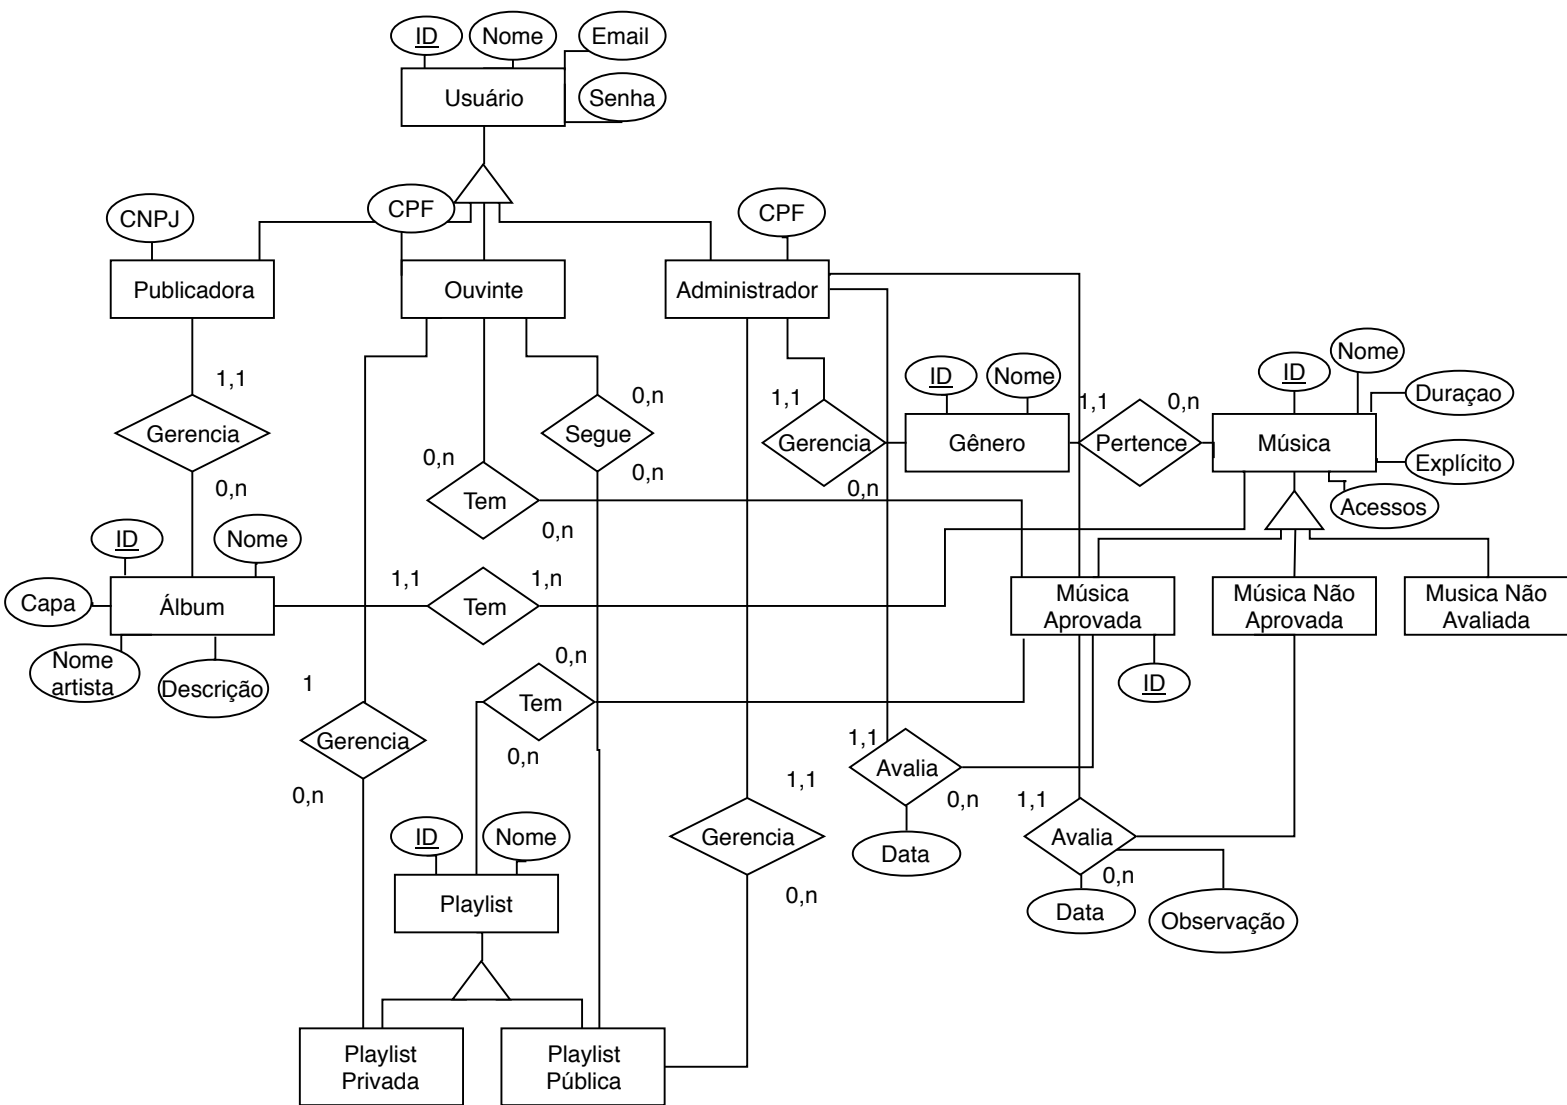 ID
Nome
Email
Usuário
Senha
CNPJ
CPF
CPF
Publicadora
Ouvinte
Administrador
1,1
Gerencia
0,n
0,n
Segue
0,n
1,1
Gerencia
0,n
ID
Nome
Gênero
1,1
0,n
Pertence
ID
Nome
Duraçao
Música
Explícito
Acessos
0,n
Tem
0,n
ID
Nome
Capa
Álbum
Nome
artista
Descrição
1,1
Tem
1,n
Música
Aprovada
ID
Música Não
Aprovada
Musica Não
Avaliada
1
Gerencia
0,n
0,n
Tem
0,n
1,1
Gerencia
0,n
1,1
Avalia
0,n
Data
1,1
Avalia
0,n
Data
Observação
ID
Nome
Playlist
Playlist
Privada
Playlist
Pública